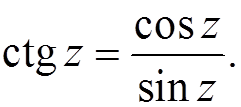 ctg z = cos z / sin z.